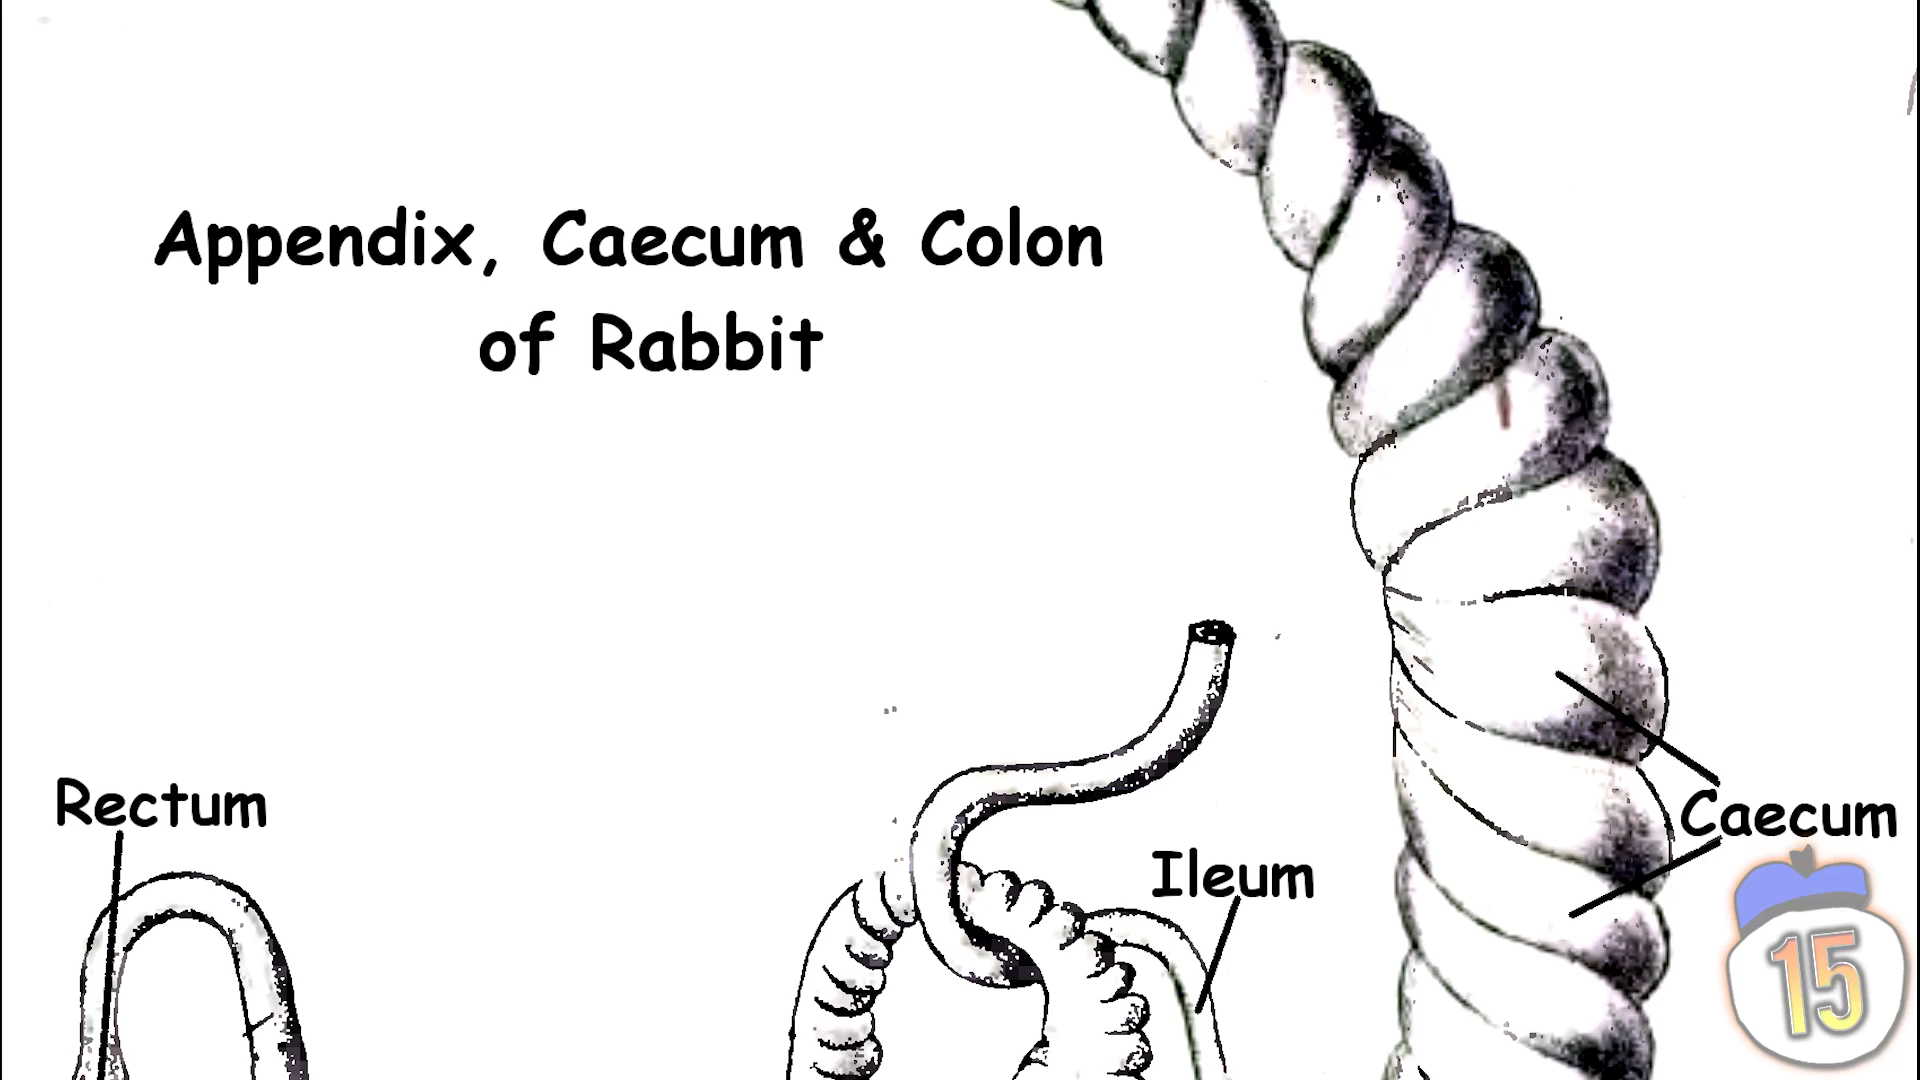 Appendix, Caecum & Colon
of Rabbit
Rectum
Ileum
Caecum
15